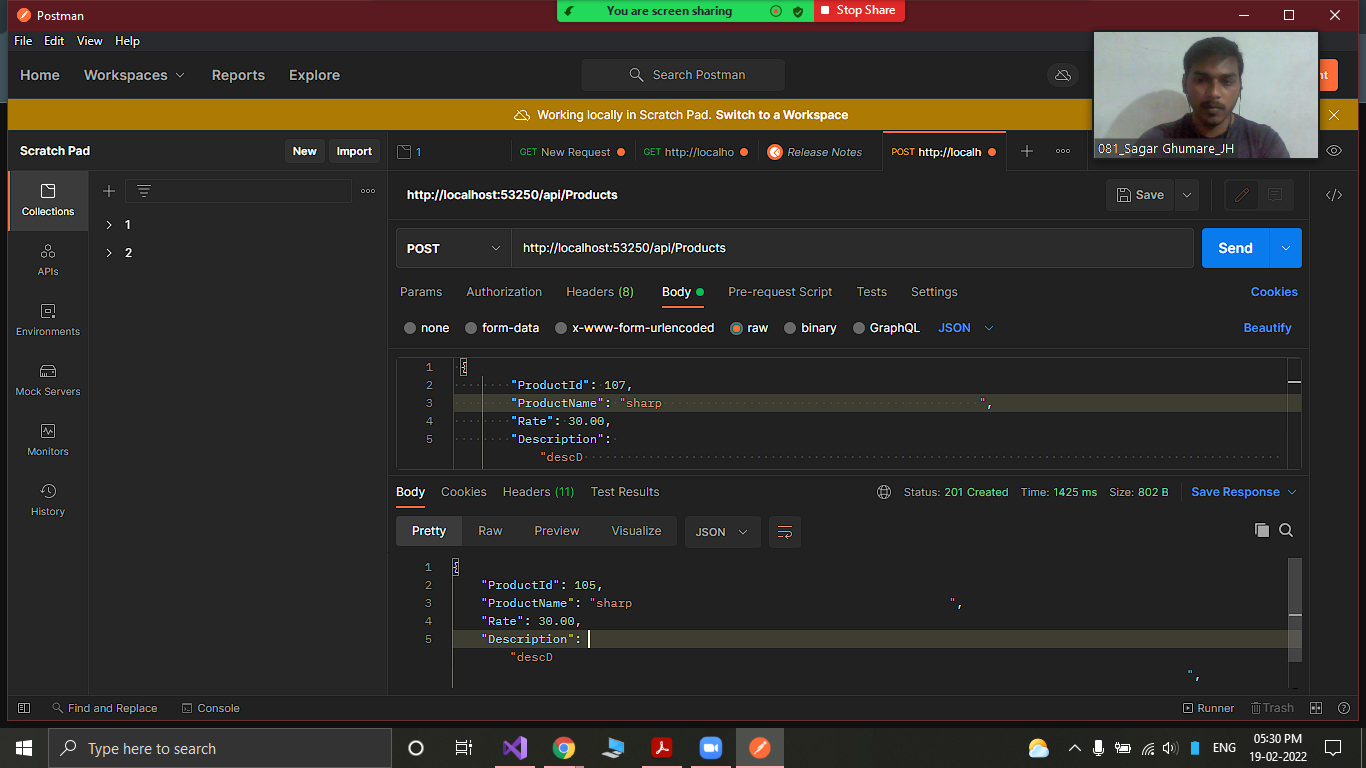 Postman
You are screen sharing
Stop Share
File Edit View Help
Home Workspaces Reports Explore
Search Postman
Working locally in Scratch Pad. Switch to a Workspace
081_Sagar Ghumare_JH
Scratch Pad
New Import
1
GET New Request
GET http://localho
Release Notes
POST http://localh
Collections
APIs
Environments
Mock Servers
Monitors
History
1
2
http://localhost:53250/api/Products
Save
POST
http://localhost:53250/api/Products
Send
Params Authorization Headers (8) Body Pre-request Script Tests Settings Cookies
none form-data x-www-form-urlencoded raw binary GraphQL JSON Beautify
1 {
2 "ProductId": 107,
3 "ProductName": "sharp ",
4 "Rate": 30.00,
5 "Description":
"descD
Body Cookies Headers (11) Test Results Status: 201 Created Time: 1425 ms Size: 802 B Save Response
Pretty Raw Preview Visualize JSON
1 {
2 "ProductId": 105,
3 "ProductName": "sharp ",
4 "Rate": 30.00,
5 "Description":
"descD
",
Find and Replace Console Runner Trash
Type here to search
ENG
05:30 PM
19-02-2022